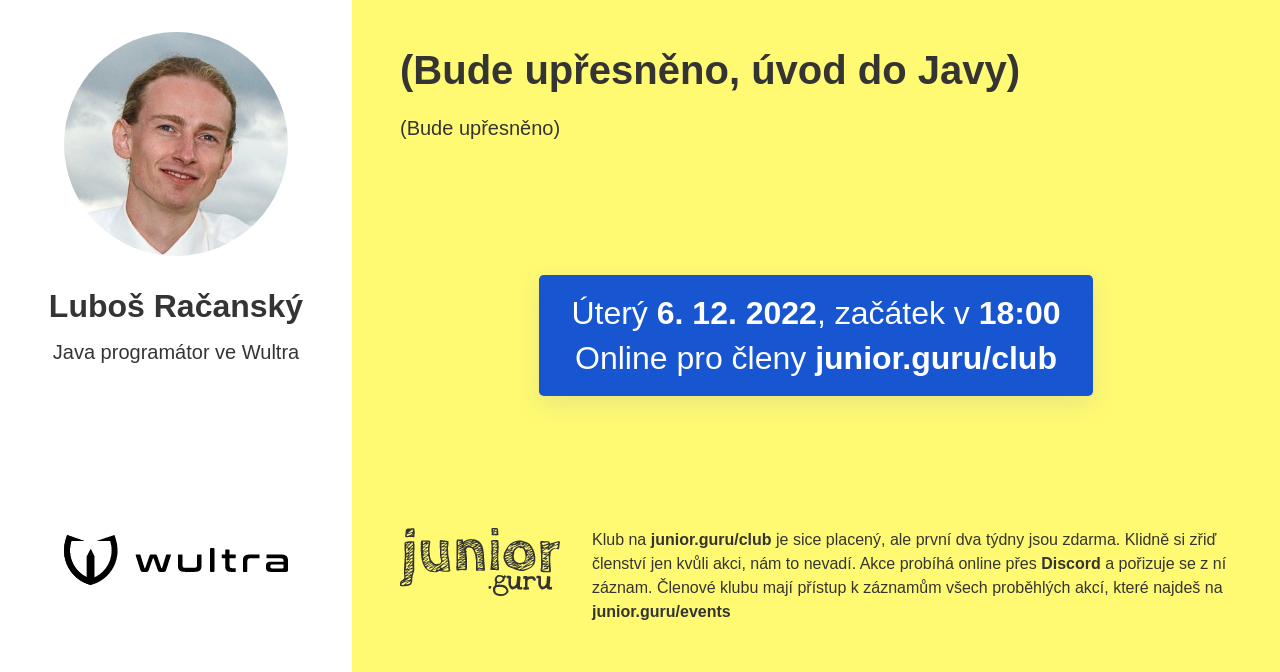 Luboš Račanský
Java programátor ve Wultra
wultra
(Bude upřesněno, úvod do Javy)
(Bude upřesněno)
Úterý 6. 12. 2022, začátek v 18:00
Online pro členy junior.guru/club
junior
.guru
Klub na junior.guru/club je sice placený, ale první dva týdny jsou zdarma. Klidně si zřiď
členství jen kvůli akci, nám to nevadí. Akce probíhá online přes Discord a pořizuje se z ní
záznam. Členové klubu mají přístup k záznamům všech proběhlých akcí, které najdeš na
junior.guru/events